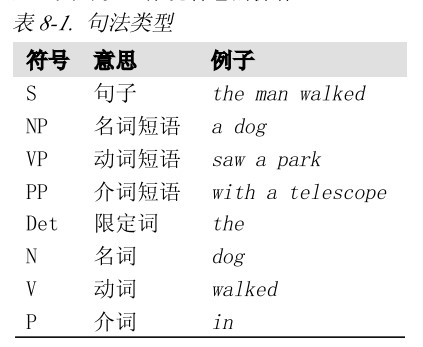 表 8-1. 句法类型
符号 意思 例子
S 句子 the man walked
NP 名词短语 a dog
VP 动词短语 saw a park
PP 介词短语 with a telescope
Det 限定词 the
N 名词 dog
V 动词 walked
P 介词 in